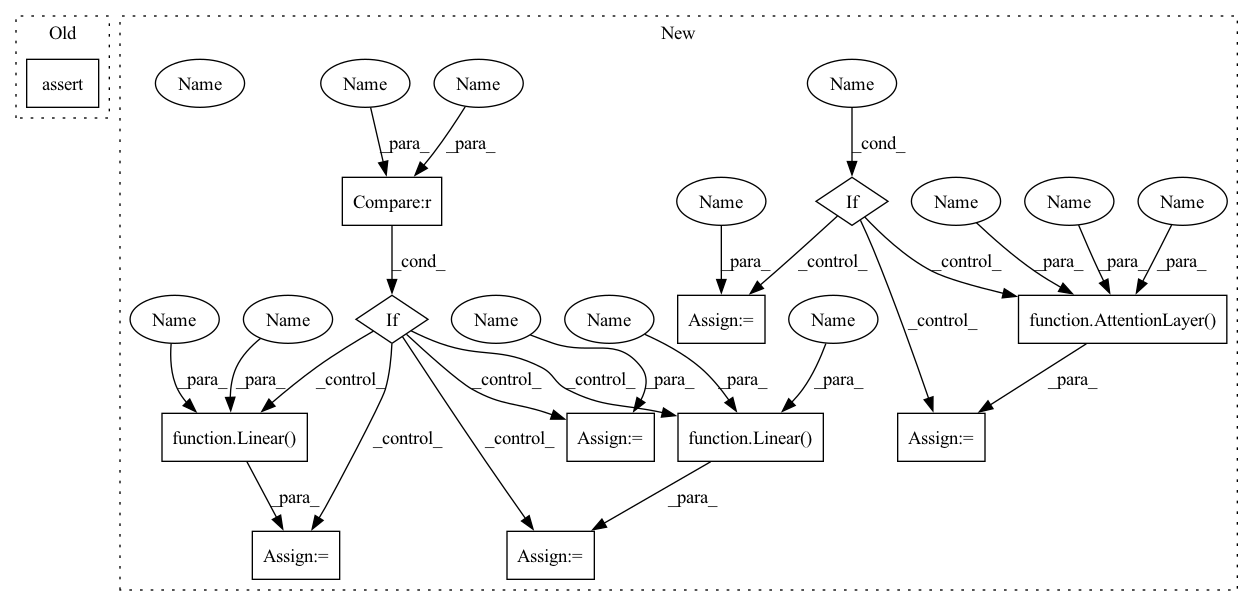 Old
New
assert
Name
Name
Name
Name
_para_
_para_
_cond_
Compare:r
Name
If
Name
Name
Name
_cond_
_para_
_control_
_control_
_para_
_para_
_para_
Name
Name
If
Name
Name
Name
Assign:=
_control_
function.AttentionLayer()
_para_
_para_
_control_
_control_
_control_
_para_
_para_
_para_
_para_
function.Linear()
_control_
_control_
Assign:=
function.Linear()
Assign:=
_para_
_para_
Assign:=
Assign:=